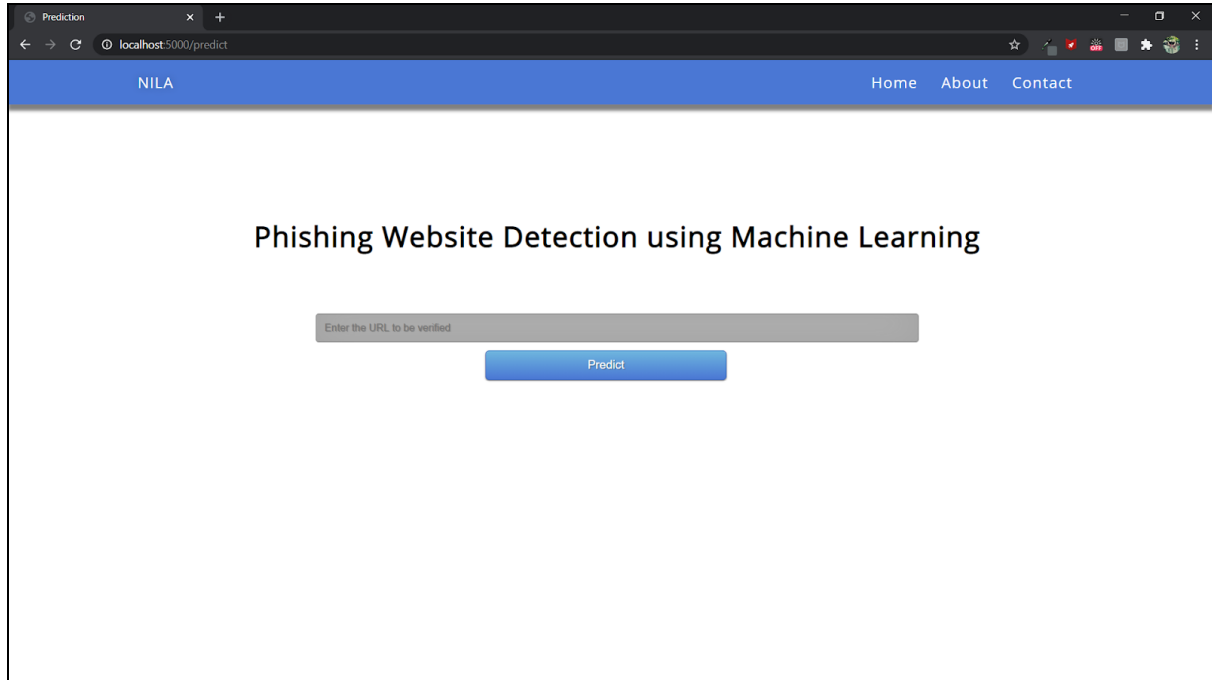 Prediction
localhost:5000/predict
OFF
NILA
Home About Contact
Phishing Website Detection using Machine Learning
Enter the URL to be verified
Predict